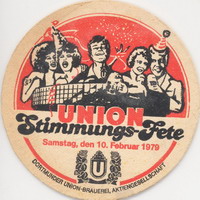 UNION
Stimmungs-Fete
Samstag, den 10. Februar 1979
U
DORTMUNDER UNION-BRAUEREI, AKTIENGESELLSCHAFT